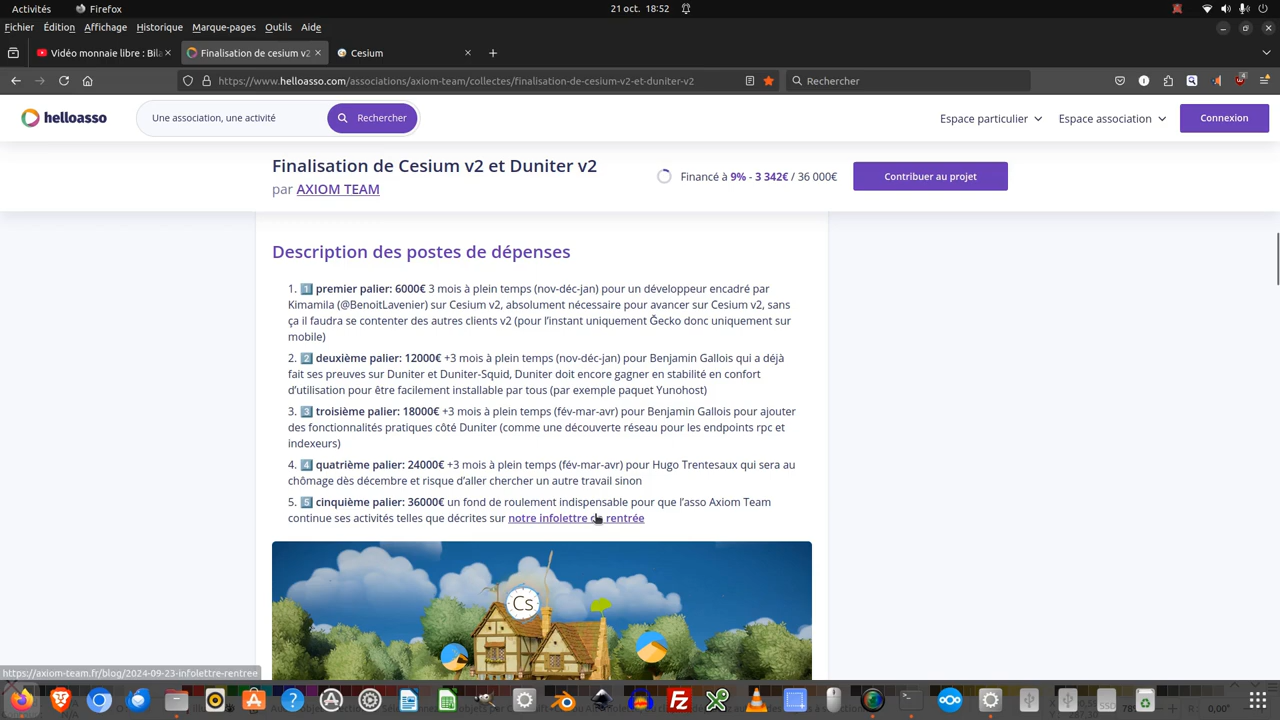 Activités
Firefox
21 oct. 18:52
Fichier Édition Affichage Historique Marque-pages Outils Aide
Vidéo monnaie libre : Bila
Finalisation de cesium v2
Cesium
https://www.helloasso.com/associations/axiom-team/collectes/finalisation-de-cesium-v2-et-duniter-v2
Rechercher
helloasso
Une association, une activité
Rechercher
Espace particulier
Espace association
Connexion
Finalisation de Cesium v2 et Duniter v2
par AXIOM TEAM
Financé à 9% - 3 342€ / 36 000€
Contribuer au projet
Description des postes de dépenses
1. 1️⃣ premier palier: 6000€ 3 mois à plein temps (nov-déc-jan) pour un développeur encadré par
Kimamila (@BenoitLavenier) sur Cesium v2, absolument nécessaire pour avancer sur Cesium v2, sans
ça il faudra se contenter des autres clients v2 (pour l’instant uniquement Ğecko donc uniquement sur
mobile)
2. 2️⃣ deuxième palier: 12000€ +3 mois à plein temps (nov-déc-jan) pour Benjamin Gallois qui a déjà
fait ses preuves sur Duniter et Duniter-Squid, Duniter doit encore gagner en stabilité en confort
d’utilisation pour être facilement installable par tous (par exemple paquet Yunohost)
3. 3️⃣ troisième palier: 18000€ +3 mois à plein temps (fév-mar-avr) pour Benjamin Gallois pour ajouter
des fonctionnalités pratiques côté Duniter (comme une découverte réseau pour les endpoints rpc et
indexeurs)
4. 4️⃣ quatrième palier: 24000€ +3 mois à plein temps (fév-mar-avr) pour Hugo Trentesaux qui sera au
chômage dès décembre et risque d’aller chercher un autre travail sinon
5. 5️⃣ cinquième palier: 36000€ un fond de roulement indispensable pour que l’asso Axiom Team
continue ses activités telles que décrites sur notre infolettre de rentrée
Cs
https://axiom-team.fr/blog/2024-09-23-infolettre-rentree